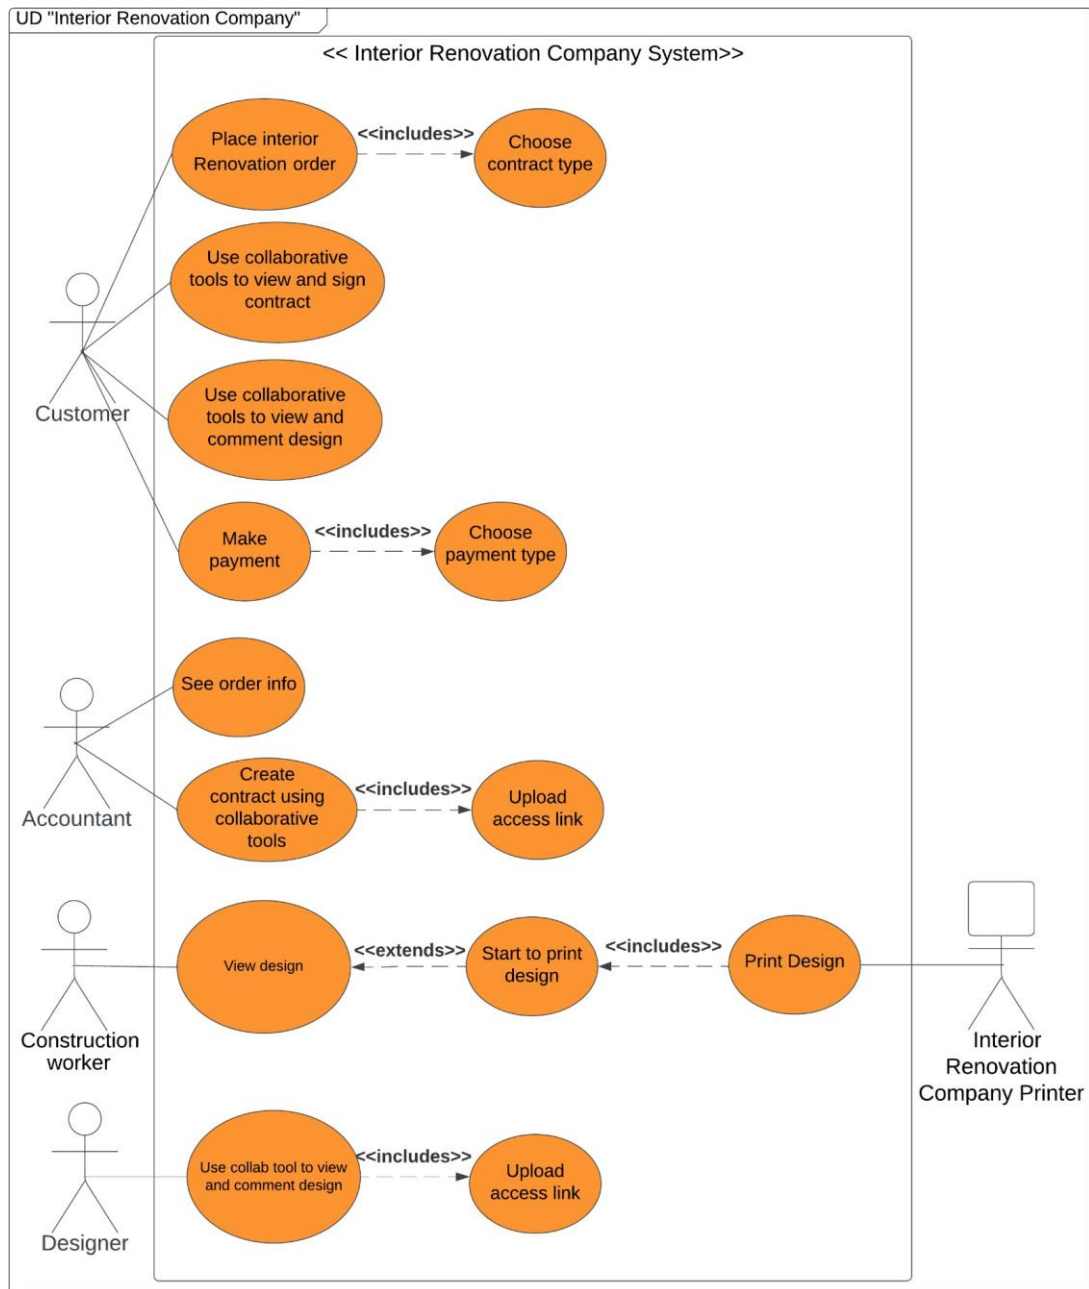 UD "Interior Renovation Company"
<< Interior Renovation Company System>>
Place interior
Renovation order
<<includes>>
Choose
contract type
Use collaborative
tools to view and sign
contract
Customer
Use collaborative
tools to view and
comment design
Make
payment
<<includes>>
Choose
payment type
See order info
Accountant
Create
contract using
collaborative
tools
<<includes>>
Upload
access link
Construction
worker
View design
<<extends>>
Start to print
design
<<includes>>
Print Design
Interior
Renovation
Company Printer
Designer
Use collab tool to view
and comment design
<<includes>>
Upload
access link